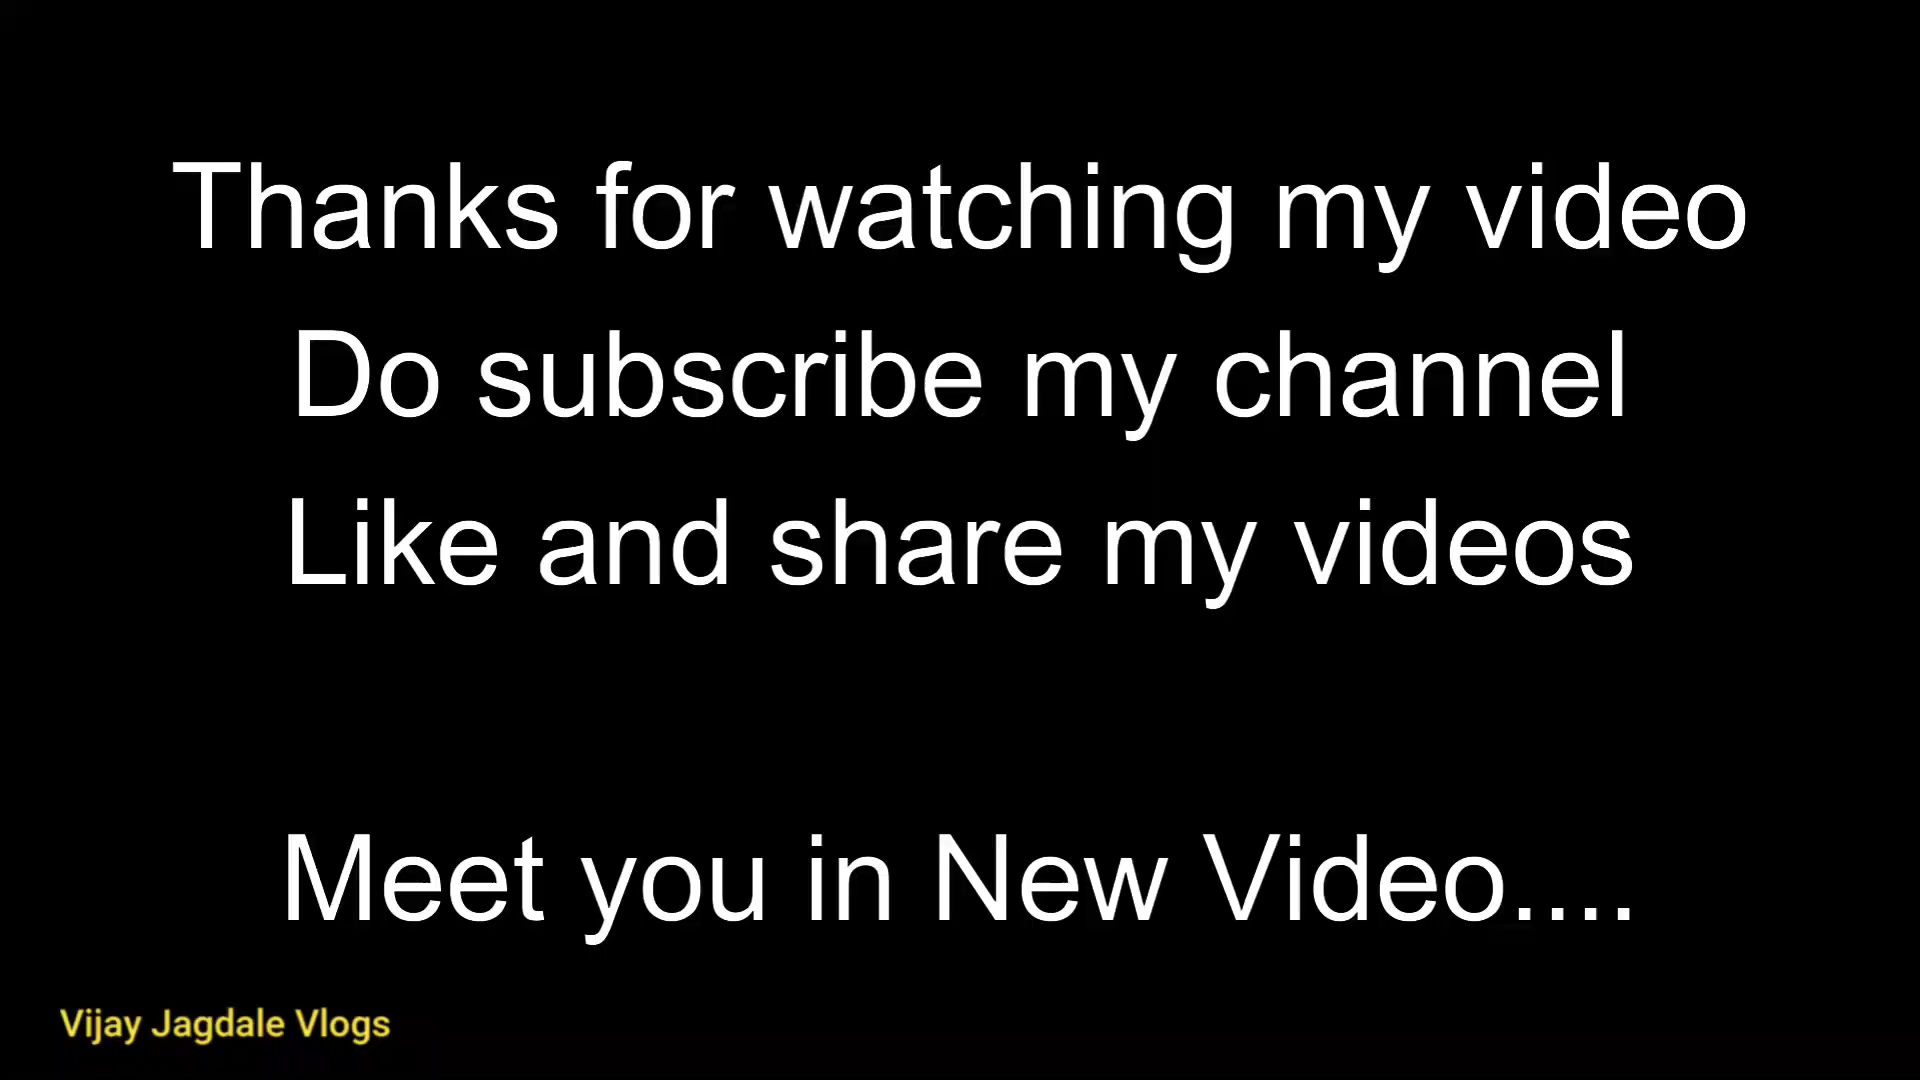 Thanks for watching my video
Do subscribe my channel
Like and share my videos
Meet you in New Video....
Vijay Jagdale Vlogs